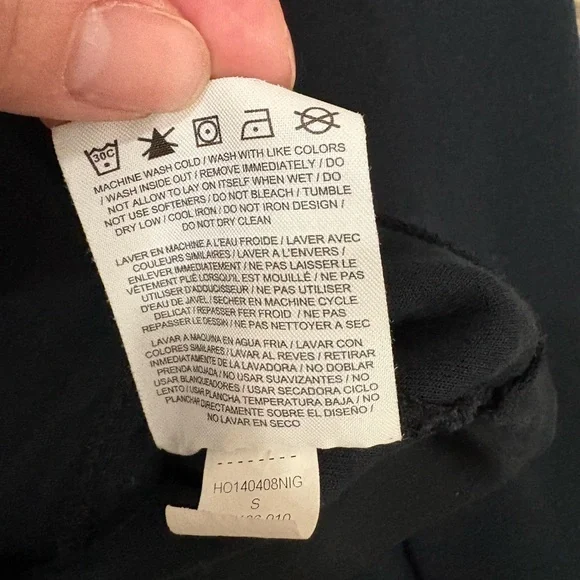 30C
MACHINE WASH COLD / WASH WITH LIKE COLORS
/ WASH INSIDE OUT / REMOVE IMMEDIATELY / DO
NOT ALLOW TO LAY ON ITSELF WHEN WET / DO
NOT USE SOFTENERS / DO NOT BLEACH / TUMBLE
DRY LOW / COOL IRON / DO NOT IRON DESIGN /
DO NOT DRY CLEAN
LAVER EN MACHINE A L'EAU FROIDE / LAVER AVEC
COULEURS SIMILAIRES / LAVER A L'ENVERS /
ENLEVER IMMEDIATEMENT / NE PAS LAISSER LE
VÊTEMENT PLIÉ LORSQU'IL EST MOUILLÉ / NE PAS
UTILISER D'ADOUCISSEUR / NE PAS UTILISER
D'EAU DE JAVEL / SECHER EN MACHINE CYCLE
DELICAT / REPASSER FER FROID / NE PAS
REPASSER LE DESSIN / NE PAS NETTOYER A SEC
LAVAR A MAQUINA EN AGUA FRIA / LAVAR CON
COLORES SIMILARES / LAVAR AL REVES / RETIRAR
INMEDIATAMENTE DE LA LAVADORA / NO DOBLAR
PRENDA MOJADA / NO USAR SUAVIZANTES / NO
USAR BLANQUEADORES / USAR SECADORA CICLO
LENTO / USAR PLANCHA TEMPERATURA BAJA / NO
PLANCHAR DIRECTAMENTE SOBRE EL DISEÑO /
NO LAVAR EN SECO
HO140408NIG
S